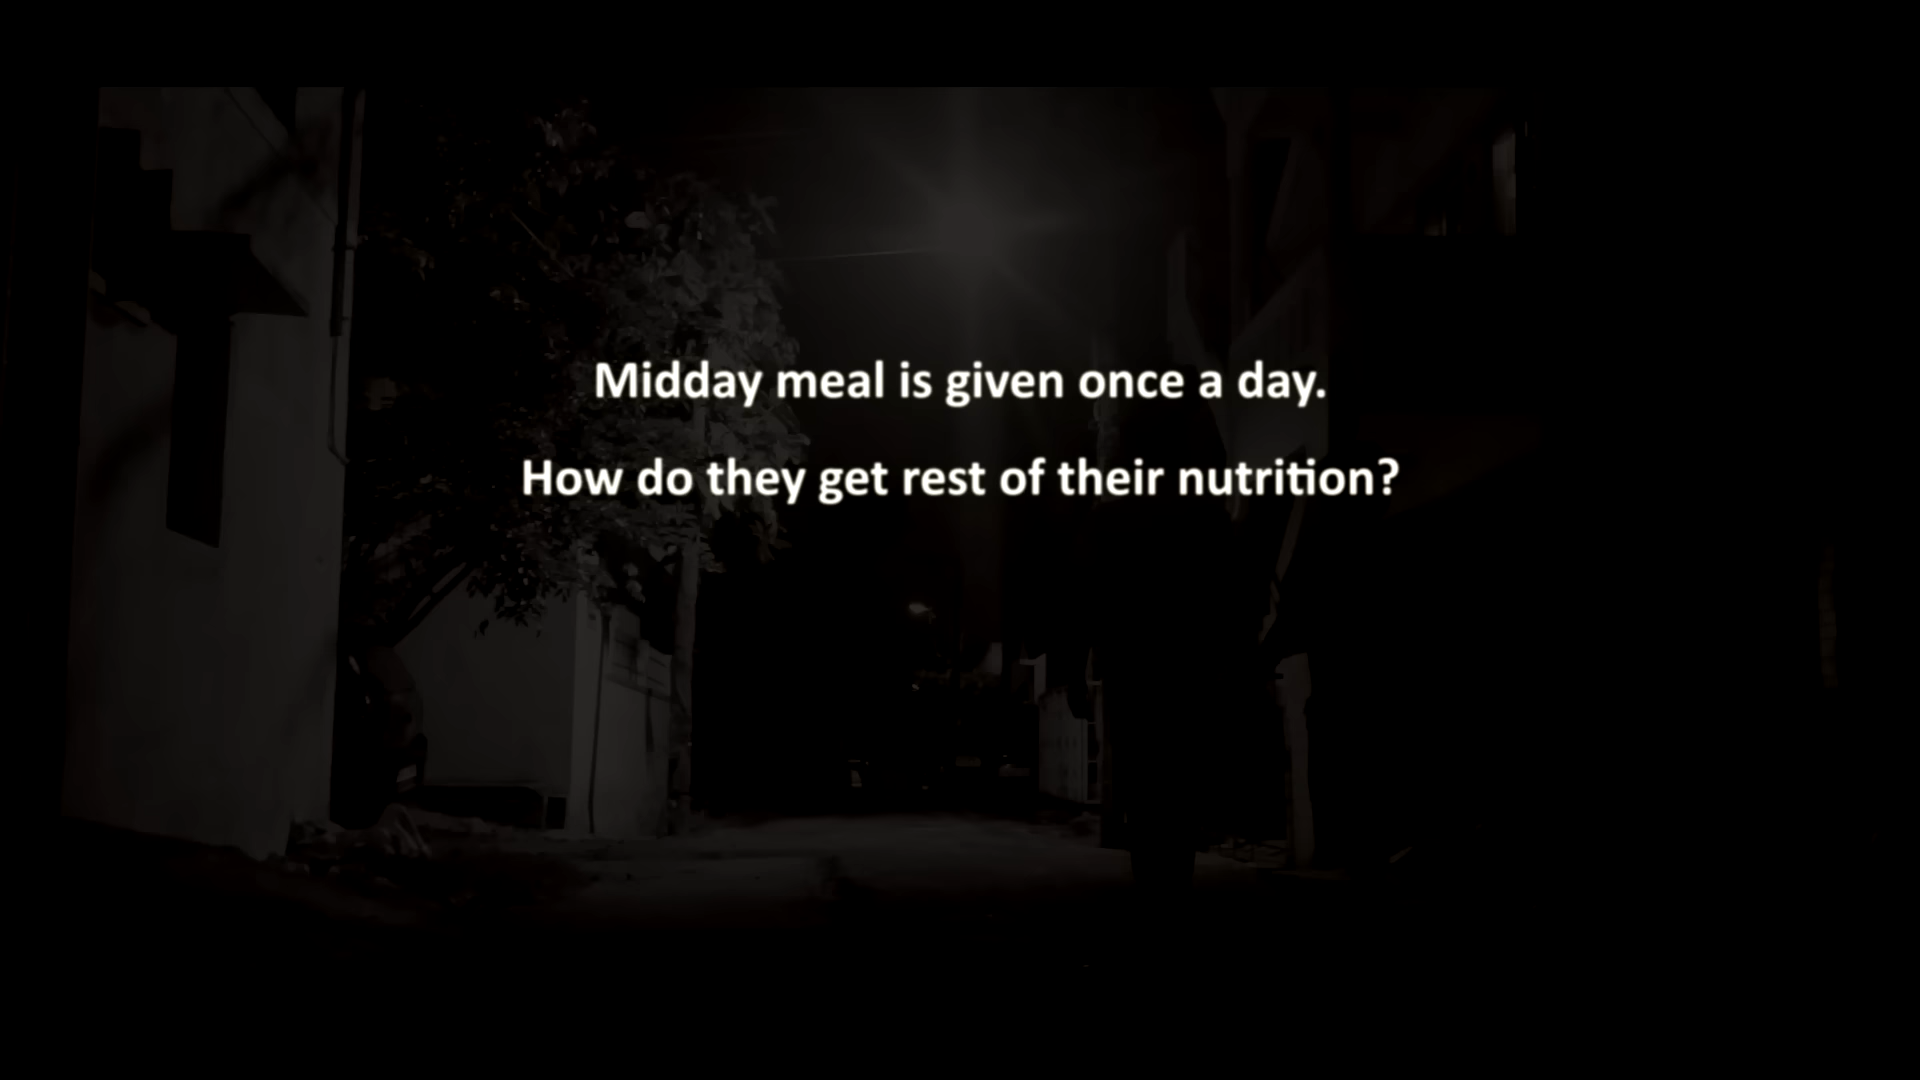 Midday meal is given once a day.
How do they get rest of their nutrition?